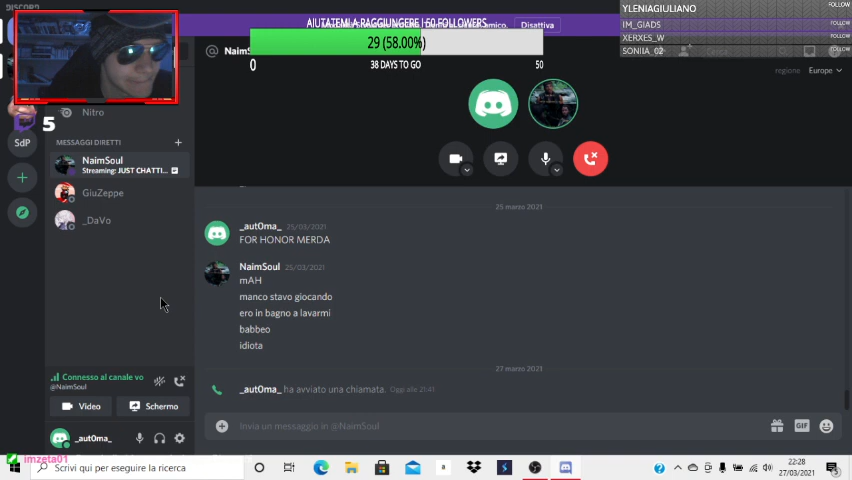 AIUTATEMI A RAGGIUNGERE I 50 FOLLOWERS
amico.
Disattiva
29 (58.00%)
0
38 DAYS TO GO
50
YLENIAGIULIANO
FOLLOW
IM_GIADS
FOLLOW
XERXES_W
FOLLOW
SONIIA_02
FOLLOW
@ NaimS
regione Europe
Nitro
5
MESSAGGI DIRETTI +
SdP
NaimSoul
Streaming: JUST CHATTI...
GiuZeppe
_DaVo
25 marzo 2021
_aut0ma_ 25/03/2021
FOR HONOR MERDA
NaimSoul 25/03/2021
mAH
manco stavo giocando
ero in bagno a lavarmi
babbeo
idiota
27 marzo 2021
_aut0ma_ ha avviato una chiamata. Oggi alle 21:41
Connesso al canale vo
@NaimSoul
Video
Schermo
_aut0ma_
Invia un messaggio in @NaimSoul
GIF
imzeta01
Scrivi qui per eseguire la ricerca
a
22:28
27/03/2021